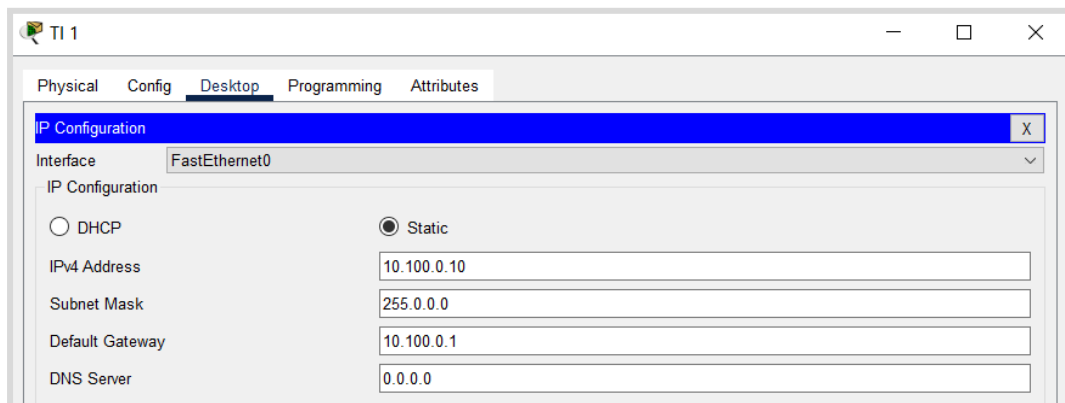 TI 1
Physical Config Desktop Programming Attributes
IP Configuration X
Interface FastEthernet0
IP Configuration
DHCP Static
IPv4 Address 10.100.0.10
Subnet Mask 255.0.0.0
Default Gateway 10.100.0.1
DNS Server 0.0.0.0